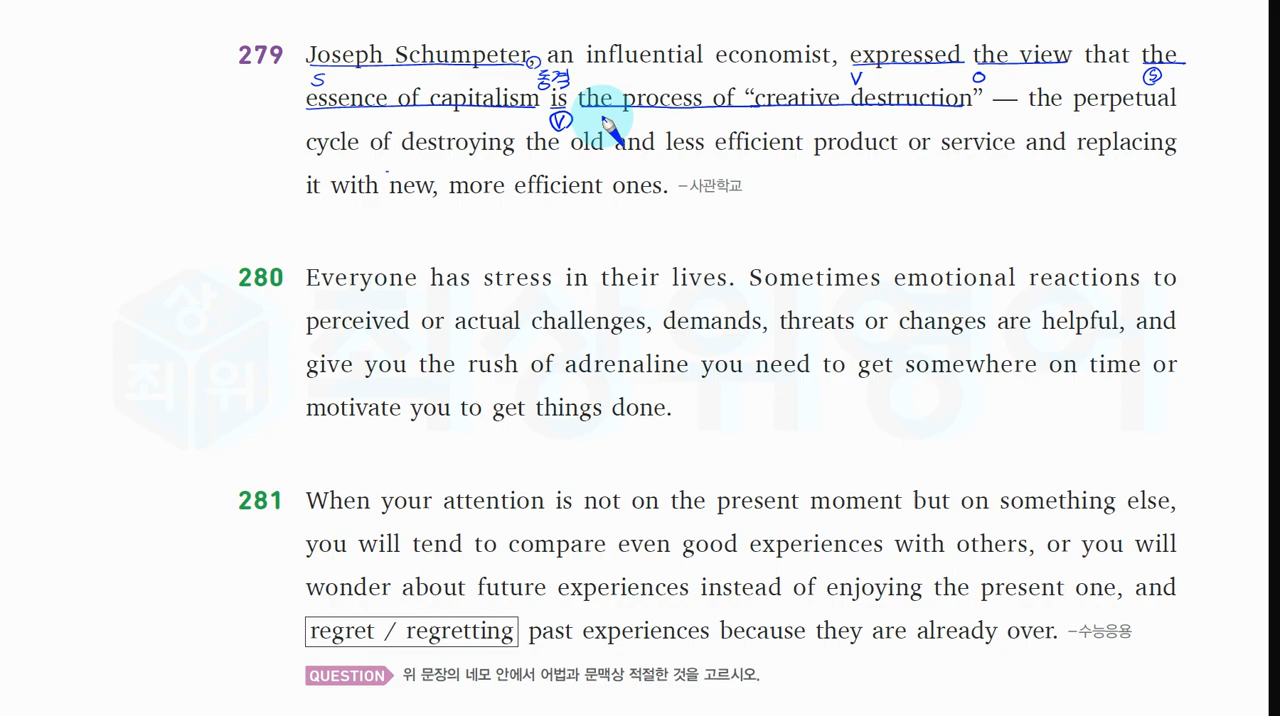 279 Joseph Schumpeter, an influential economist, expressed the view that the
S 동격 V O S
essence of capitalism is the process of “creative destruction” — the perpetual
V
cycle of destroying the old and less efficient product or service and replacing
it with new, more efficient ones. – 사관학교
280 Everyone has stress in their lives. Sometimes emotional reactions to
perceived or actual challenges, demands, threats or changes are helpful, and
give you the rush of adrenaline you need to get somewhere on time or
motivate you to get things done.
상 최 위 최상위영어
281 When your attention is not on the present moment but on something else,
you will tend to compare even good experiences with others, or you will
wonder about future experiences instead of enjoying the present one, and
regret / regretting past experiences because they are already over. – 수능응용
QUESTION 위 문장의 네모 안에서 어법과 문맥상 적절한 것을 고르시오.